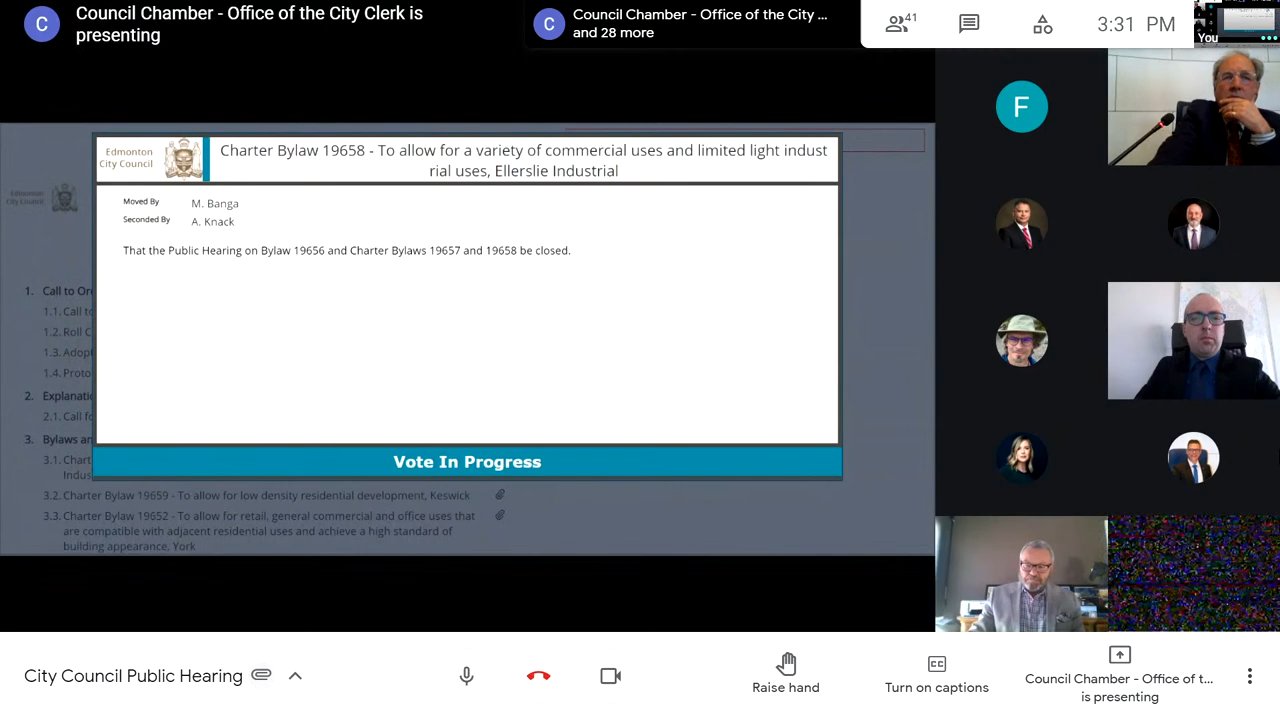 C
Council Chamber - Office of the City Clerk is
presenting
C
Council Chamber - Office of the City ...
and 28 more
41
3:31 PM
You
F
Edmonton
City Council
Charter Bylaw 19658 - To allow for a variety of commercial uses and limited light indust
rial uses, Ellerslie Industrial
Moved By M. Banga
Seconded By A. Knack
That the Public Hearing on Bylaw 19656 and Charter Bylaws 19657 and 19658 be closed.
Edmonton
City Council
1. Call to Or
1.1. Call to
1.2. Roll C
1.3. Adopt
1.4. Proto
2. Explanatio
2.1. Call fo
3. Bylaws an
3.1. Chart
Indus
Vote In Progress
3.2. Charter Bylaw 19659 - To allow for low density residential development, Keswick
3.3. Charter Bylaw 19652 - To allow for retail, general commercial and office uses that
are compatible with adjacent residential uses and achieve a high standard of
building appearance, York
City Council Public Hearing
Raise hand
CC
Turn on captions
Council Chamber - Office of t...
is presenting